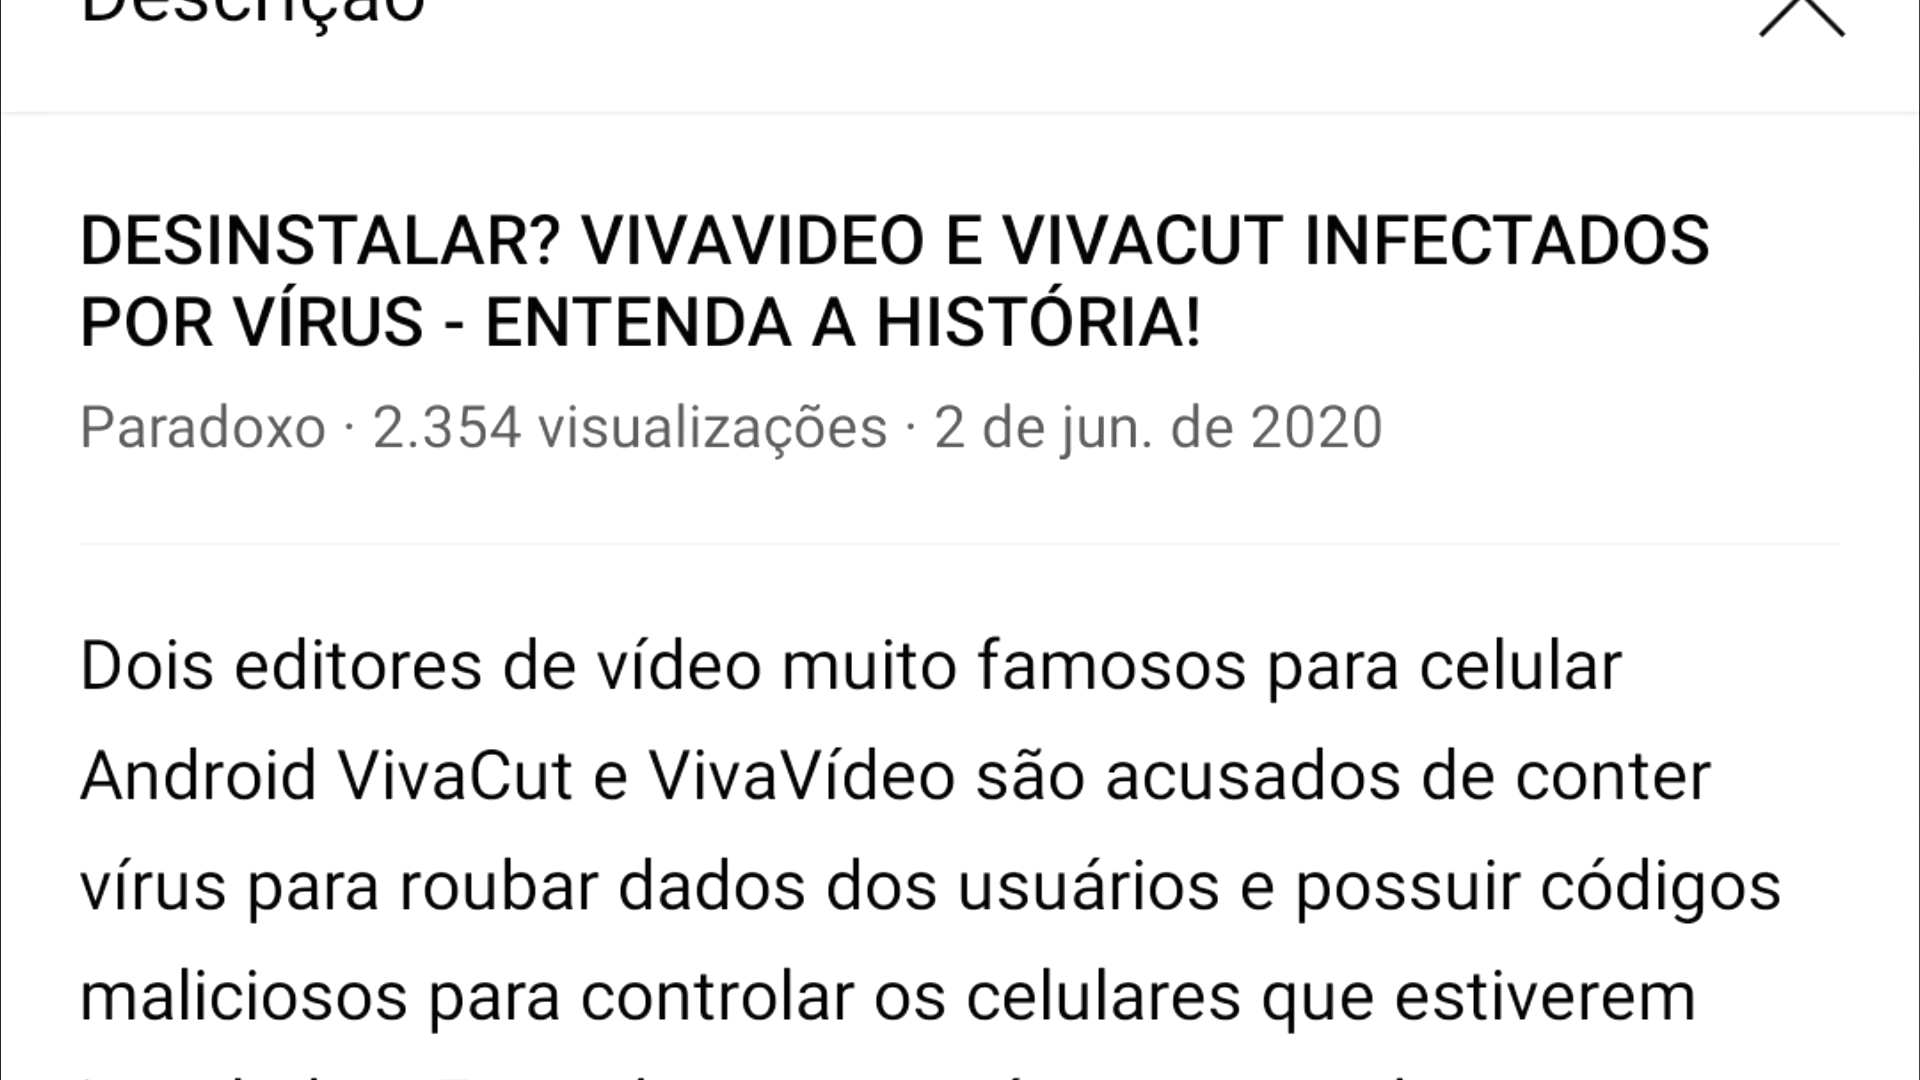 Descrição
DESINSTALAR? VIVAVIDEO E VIVACUT INFECTADOS
POR VÍRUS - ENTENDA A HISTÓRIA!
Paradoxo · 2.354 visualizações · 2 de jun. de 2020
Dois editores de vídeo muito famosos para celular
Android VivaCut e VivaVídeo são acusados de conter
vírus para roubar dados dos usuários e possuir códigos
maliciosos para controlar os celulares que estiverem